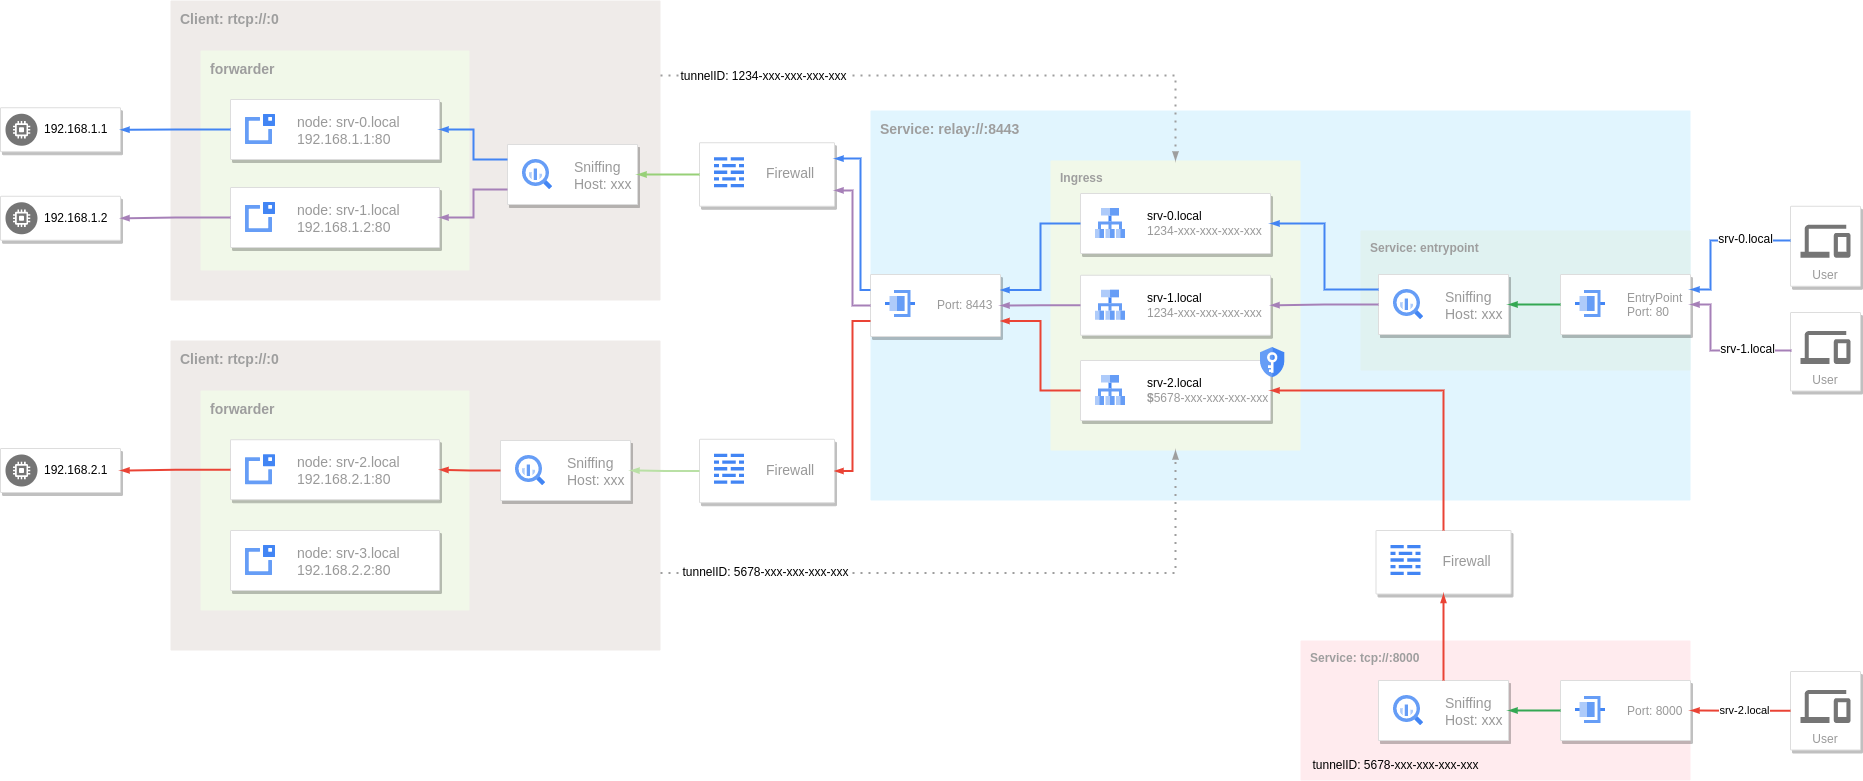 Client: rtcp://:0
forwarder
node: srv-0.local
192.168.1.1:80
node: srv-1.local
192.168.1.2:80
192.168.1.1
192.168.1.2
Sniffing
Host: xxx
tunnelID: 1234-xxx-xxx-xxx-xxx
Firewall
Service: relay://:8443
Ingress
srv-0.local
1234-xxx-xxx-xxx-xxx
srv-1.local
1234-xxx-xxx-xxx-xxx
srv-2.local
$5678-xxx-xxx-xxx-xxx
Port: 8443
Service: entrypoint
Sniffing
Host: xxx
EntryPoint
Port: 80
srv-0.local
User
srv-1.local
User
Client: rtcp://:0
forwarder
node: srv-2.local
192.168.2.1:80
node: srv-3.local
192.168.2.2:80
192.168.2.1
Sniffing
Host: xxx
Firewall
tunnelID: 5678-xxx-xxx-xxx-xxx
Firewall
Service: tcp://:8000
Sniffing
Host: xxx
Port: 8000
srv-2.local
User
tunnelID: 5678-xxx-xxx-xxx-xxx